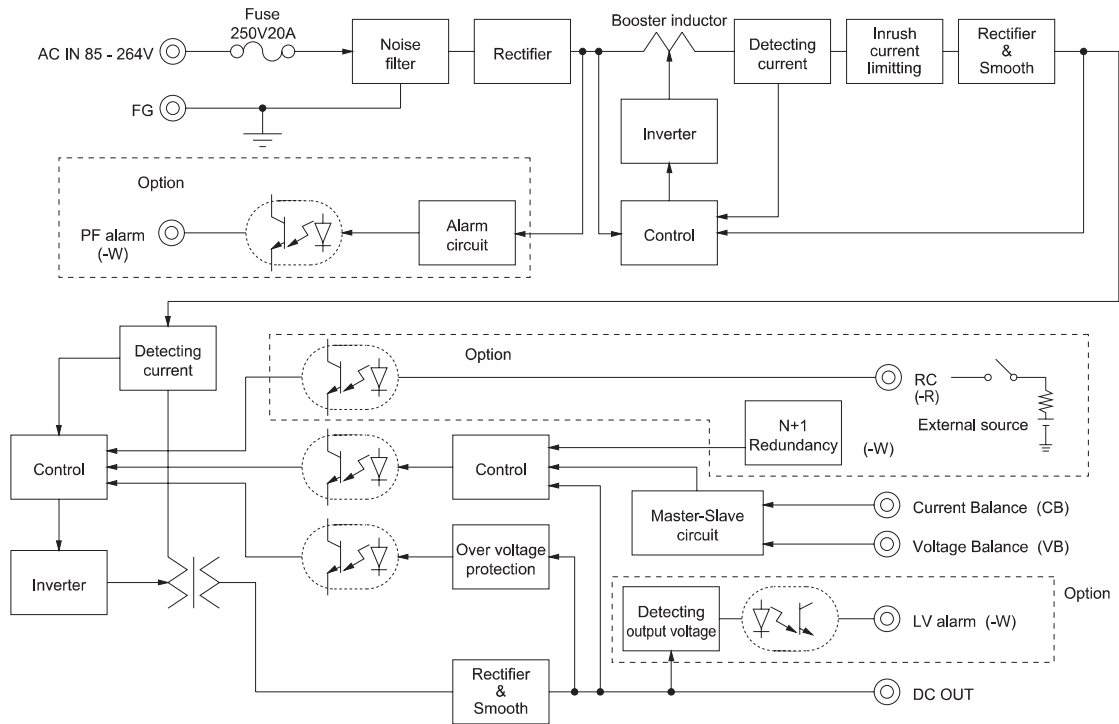 Fuse
250V20A
AC IN 85 - 264V
Noise
filter
Rectifier
Booster inductor
Detecting
current
Inrush
current
limitting
Rectifier
&
Smooth
FG
Inverter
Option
PF alarm
(-W)
Alarm
circuit
Control
Detecting
current
Option
RC
(-R)
External source
N+1
Redundancy
(-W)
Control
Control
Master-Slave
circuit
Current Balance (CB)
Voltage Balance (VB)
Inverter
Over voltage
protection
Option
Detecting
output voltage
LV alarm (-W)
Rectifier
&
Smooth
DC OUT